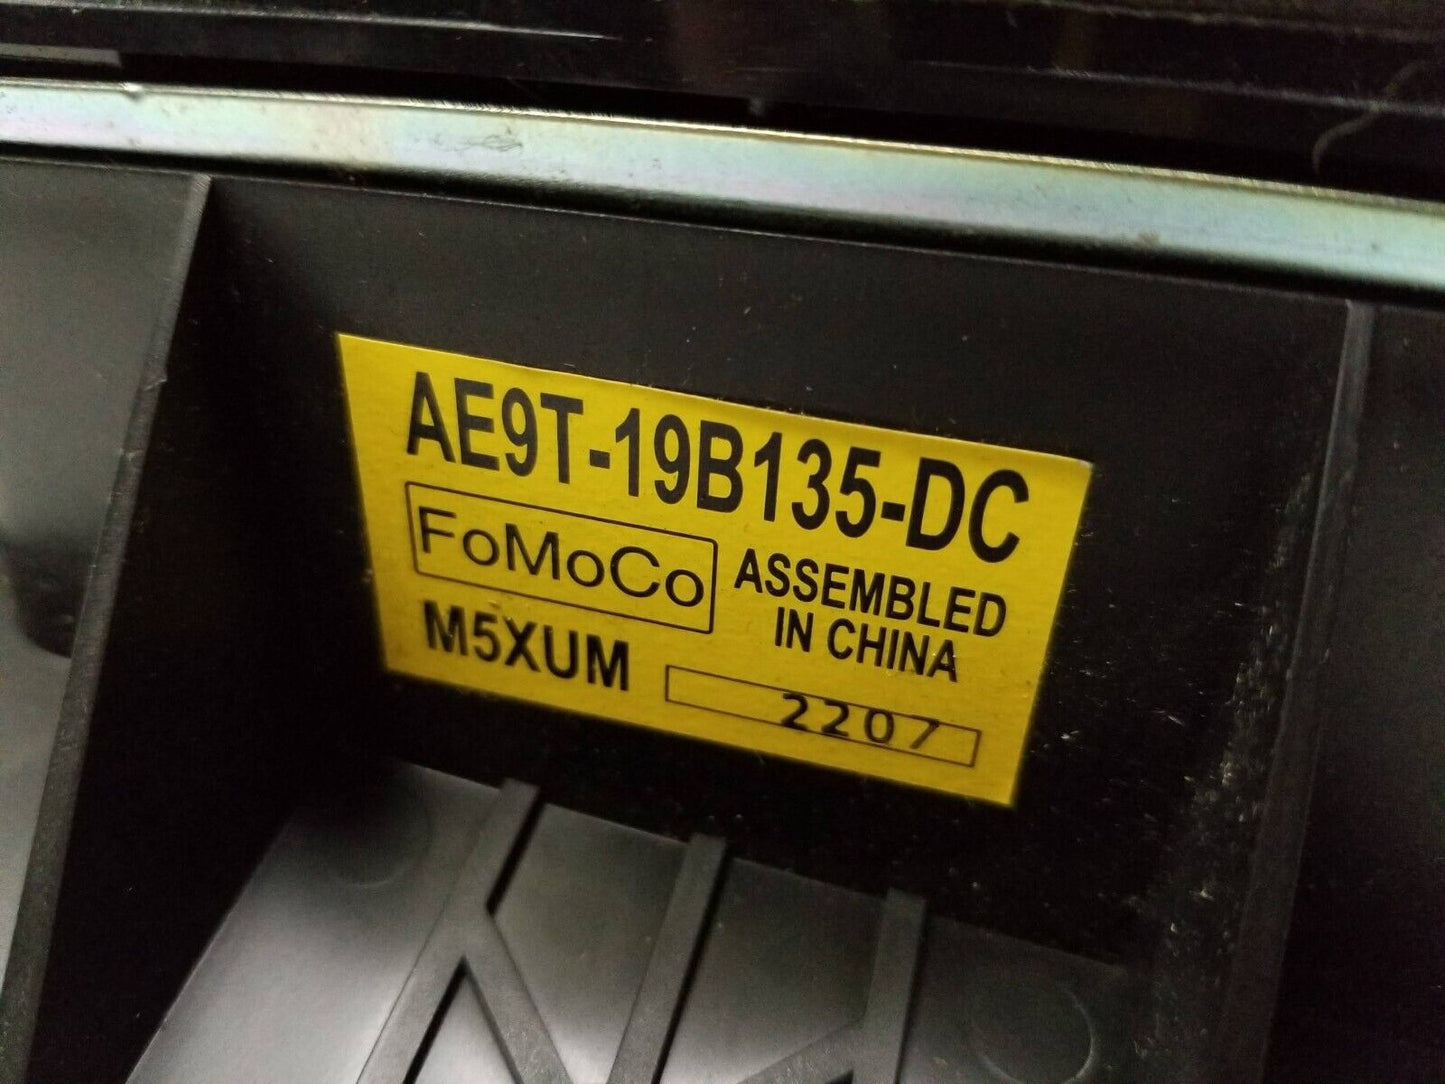 AE9T-19B135-DC
FoMoCo
ASSEMBLED
IN CHINA
M5XUM
2207